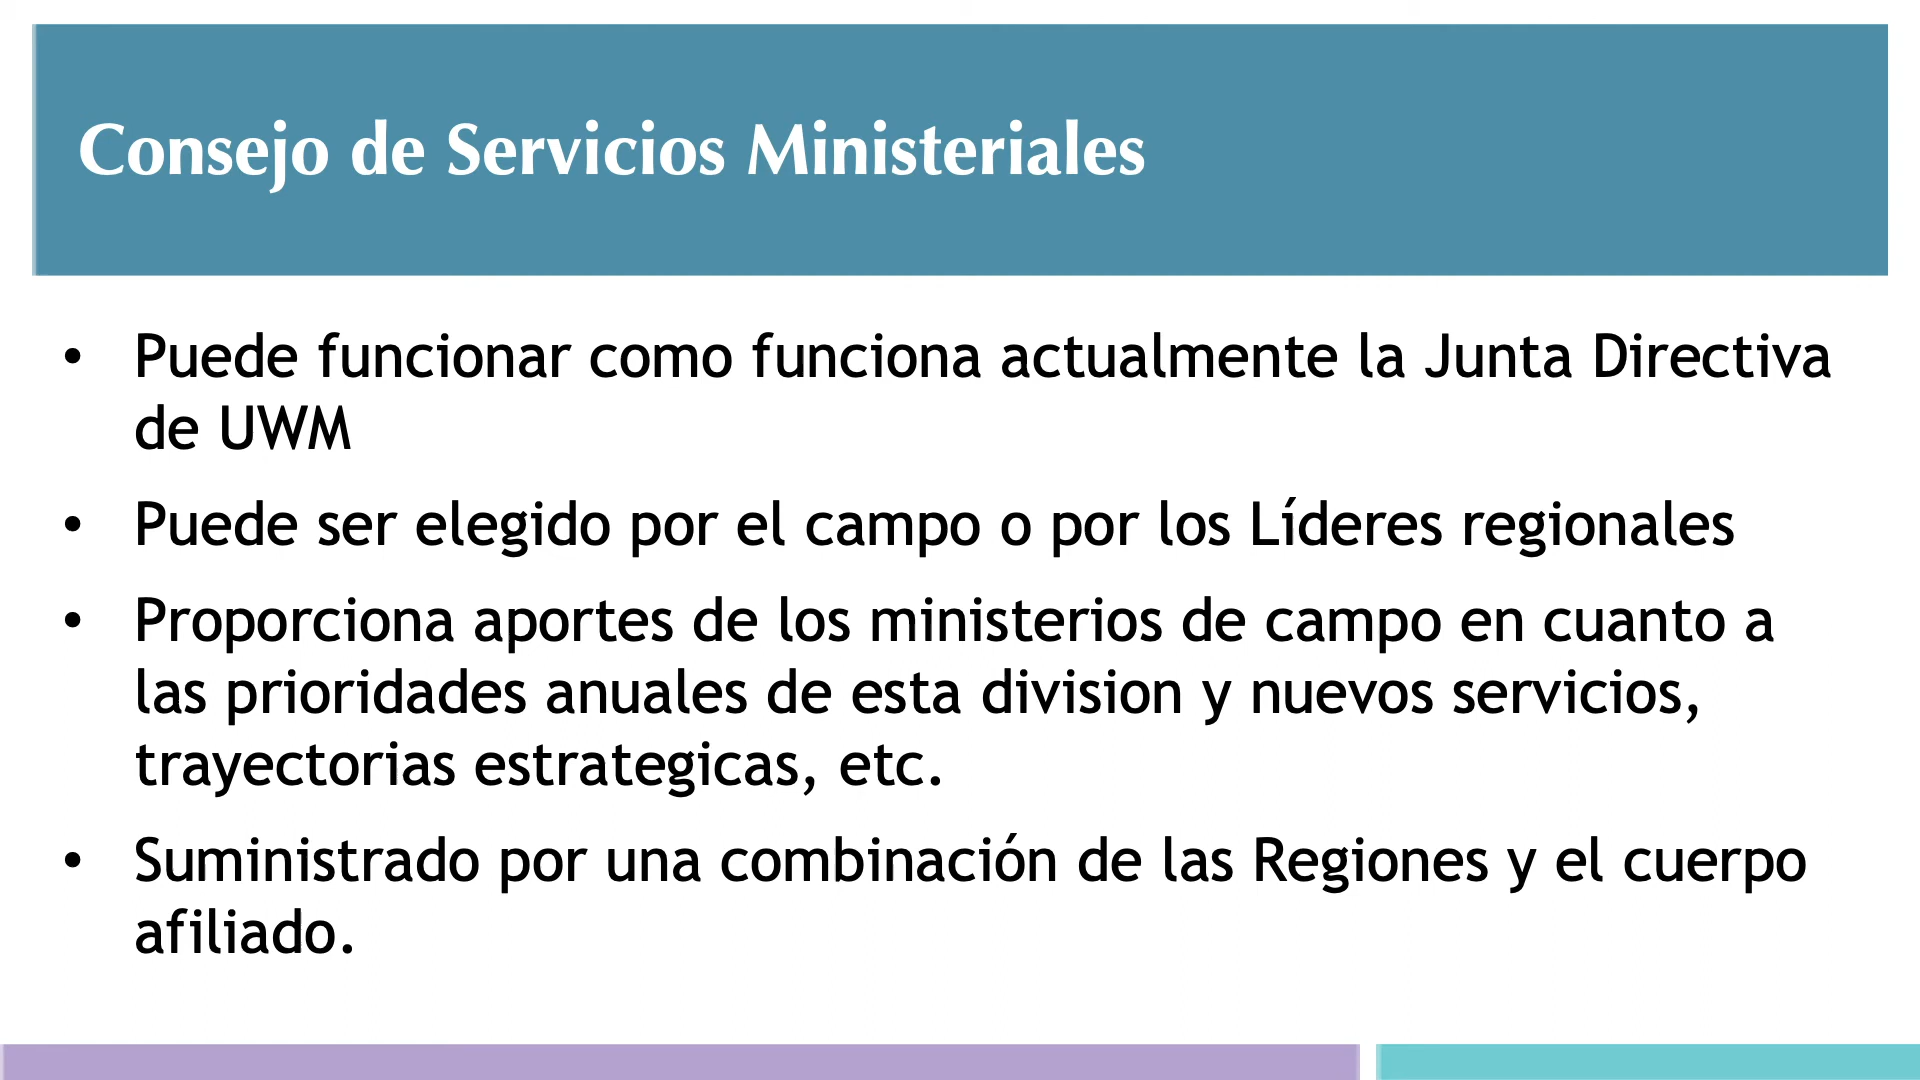 Consejo de Servicios Ministeriales
• Puede funcionar como funciona actualmente la Junta Directiva
de UWM
• Puede ser elegido por el campo o por los Líderes regionales
• Proporciona aportes de los ministerios de campo en cuanto a
las prioridades anuales de esta division y nuevos servicios,
trayectorias estrategicas, etc.
• Suministrado por una combinación de las Regiones y el cuerpo
afiliado.